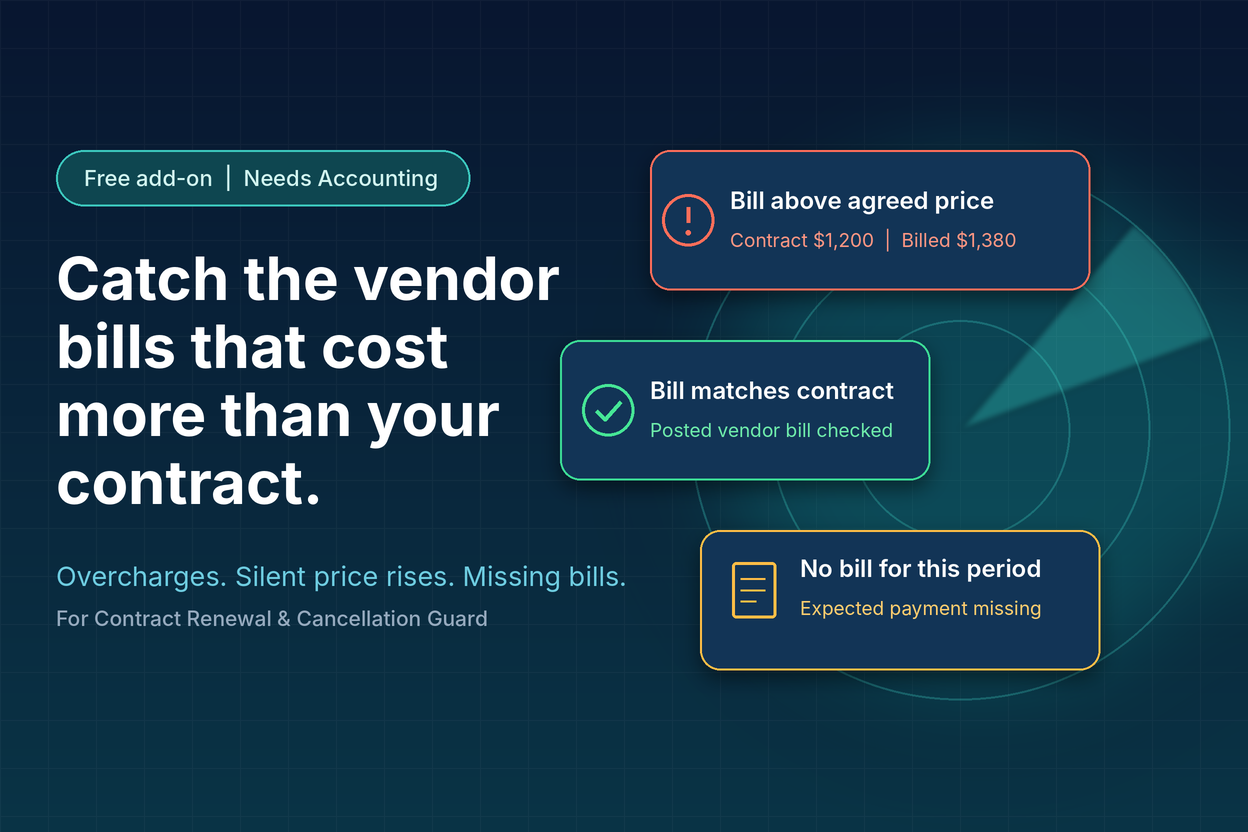 Free add-on | Needs Accounting
Catch the vendor
bills that cost
more than your
contract.
Overcharges. Silent price rises. Missing bills.
For Contract Renewal & Cancellation Guard
Bill above agreed price
Contract $1,200 | Billed $1,380
Bill matches contract
Posted vendor bill checked
No bill for this period
Expected payment missing